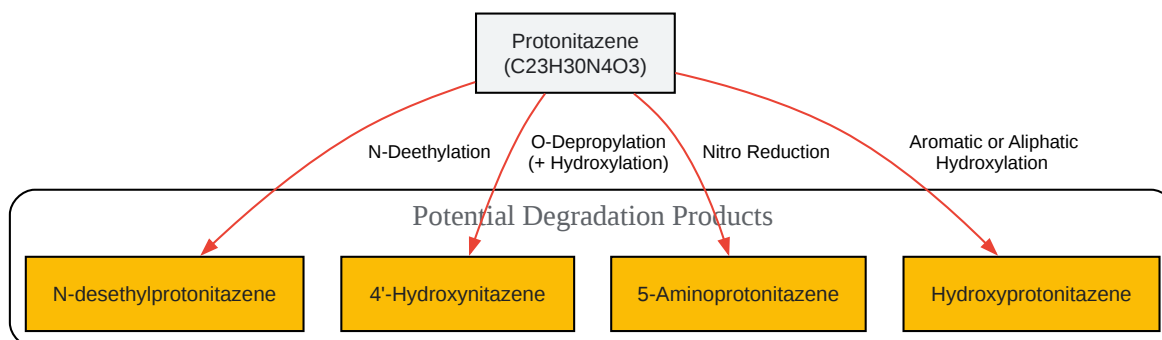 Protonitazene
(C23H30N4O3)
N-Deethylation
O-Depropylation
(+ Hydroxylation)
Nitro Reduction
Aromatic or Aliphatic
Hydroxylation
Potential Degradation Products
N-desethylprotonitazene
4'-Hydroxynitazene
5-Aminoprotonitazene
Hydroxyprotonitazene